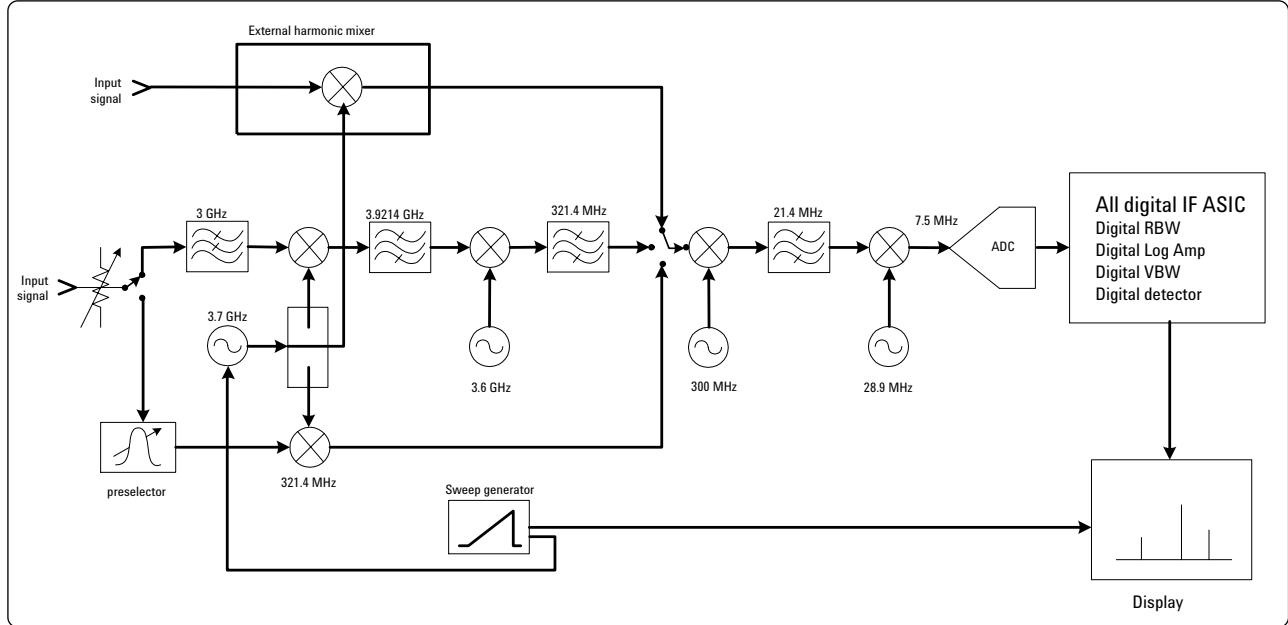 External harmonic mixer
Input
signal
3 GHz
3.9214 GHz
321.4 MHz
21.4 MHz
7.5 MHz
ADC
All digital IF ASIC
Digital RBW
Digital Log Amp
Digital VBW
Digital detector
Input
signal
3.7 GHz
3.6 GHz
300 MHz
28.9 MHz
preselector
321.4 MHz
Sweep generator
Display